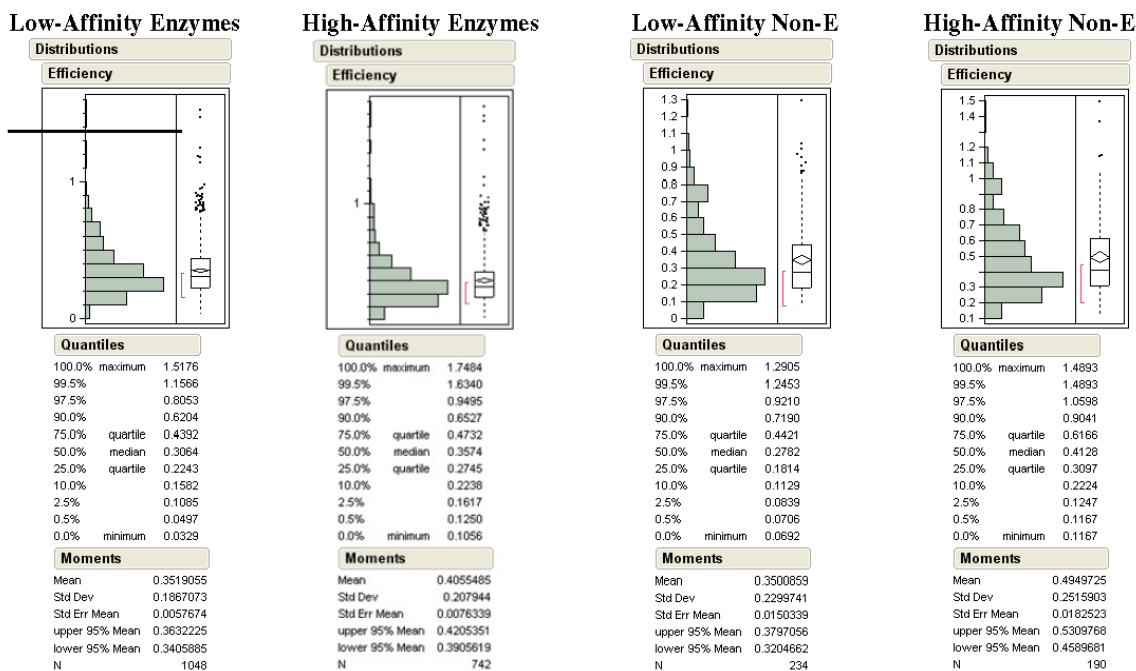 Low-Affinity Enzymes
Distributions
Efficiency
1
0
Quantiles
100.0% maximum 1.5176
99.5% 1.1566
97.5% 0.8053
90.0% 0.6204
75.0% quartile 0.4392
50.0% median 0.3064
25.0% quartile 0.2243
10.0% 0.1582
2.5% 0.1085
0.5% 0.0497
0.0% minimum 0.0329
Moments
Mean 0.3519055
Std Dev 0.1867073
Std Err Mean 0.0057674
upper 95% Mean 0.3632225
lower 95% Mean 0.3405885
N 1048
High-Affinity Enzymes
Distributions
Efficiency
1
Quantiles
100.0% maximum 1.7484
99.5% 1.6340
97.5% 0.9495
90.0% 0.6527
75.0% quartile 0.4732
50.0% median 0.3574
25.0% quartile 0.2745
10.0% 0.2238
2.5% 0.1617
0.5% 0.1250
0.0% minimum 0.1056
Moments
Mean 0.4055485
Std Dev 0.207944
Std Err Mean 0.0076339
upper 95% Mean 0.4205351
lower 95% Mean 0.3905619
N 742
Low-Affinity Non-E
Distributions
Efficiency
1.3
1.2
1.1
1
0.9
0.8
0.7
0.6
0.5
0.4
0.3
0.2
0.1
0
Quantiles
100.0% maximum 1.2905
99.5% 1.2453
97.5% 0.9210
90.0% 0.7190
75.0% quartile 0.4421
50.0% median 0.2782
25.0% quartile 0.1814
10.0% 0.1129
2.5% 0.0839
0.5% 0.0706
0.0% minimum 0.0692
Moments
Mean 0.3500859
Std Dev 0.2299741
Std Err Mean 0.0150339
upper 95% Mean 0.3797056
lower 95% Mean 0.3204662
N 234
High-Affinity Non-E
Distributions
Efficiency
1.5
1.4
1.2
1.1
1
0.8
0.7
0.6
0.5
0.3
0.2
0.1
Quantiles
100.0% maximum 1.4893
99.5% 1.4893
97.5% 1.0598
90.0% 0.9041
75.0% quartile 0.6166
50.0% median 0.4128
25.0% quartile 0.3097
10.0% 0.2224
2.5% 0.1247
0.5% 0.1167
0.0% minimum 0.1167
Moments
Mean 0.4949725
Std Dev 0.2515903
Std Err Mean 0.0182523
upper 95% Mean 0.5309768
lower 95% Mean 0.4589681
N 190